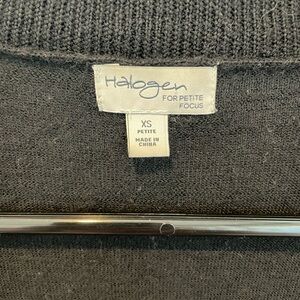 Halogen
FOR PETITE
FOCUS
XS
PETITE
MADE IN
CHINA